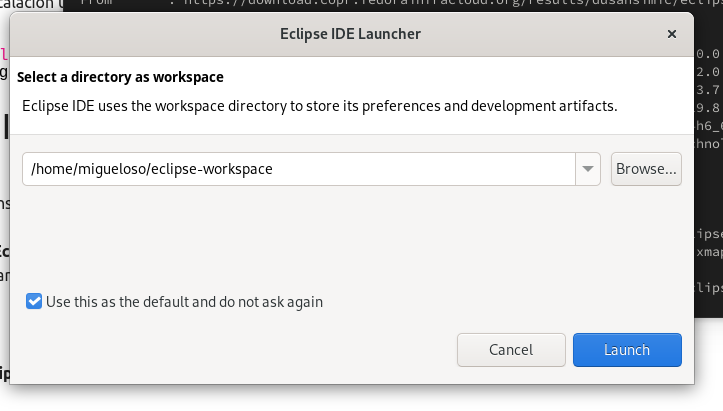 Eclipse IDE Launcher
Select a directory as workspace
Eclipse IDE uses the workspace directory to store its preferences and development artifacts.
/home/migueloso/eclipse-workspace
Browse...
Use this as the default and do not ask again
Cancel
Launch